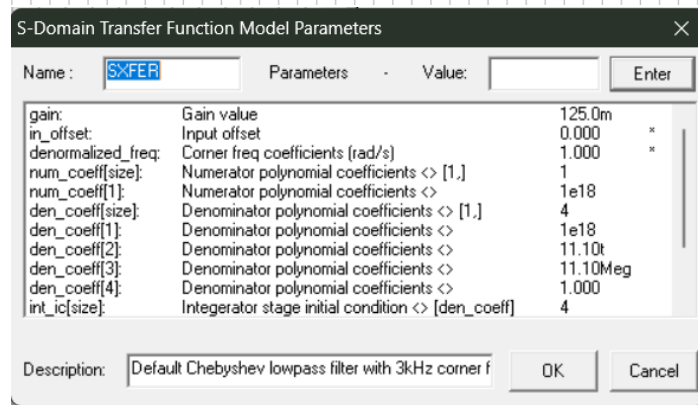 S-Domain Transfer Function Model Parameters
Name : SXFER Parameters - Value: Enter
gain: Gain value 125.0m
in_offset: Input offset 0.000 *
denormalized_freq: Corner freq coefficients (rad/s) 1.000 *
num_coeff[size]: Numerator polynomial coefficients <> [1,] 1
num_coeff[1]: Numerator polynomial coefficients <> 1e18
den_coeff[size]: Denominator polynomial coefficients <> [1,] 4
den_coeff[1]: Denominator polynomial coefficients <> 1e18
den_coeff[2]: Denominator polynomial coefficients <> 11.10t
den_coeff[3]: Denominator polynomial coefficients <> 11.10Meg
den_coeff[4]: Denominator polynomial coefficients <> 1.000
int_ic[size]: Integerator stage initial condition <> [den_coeff] 4
Description: Default Chebyshev lowpass filter with 3kHz corner f OK Cancel